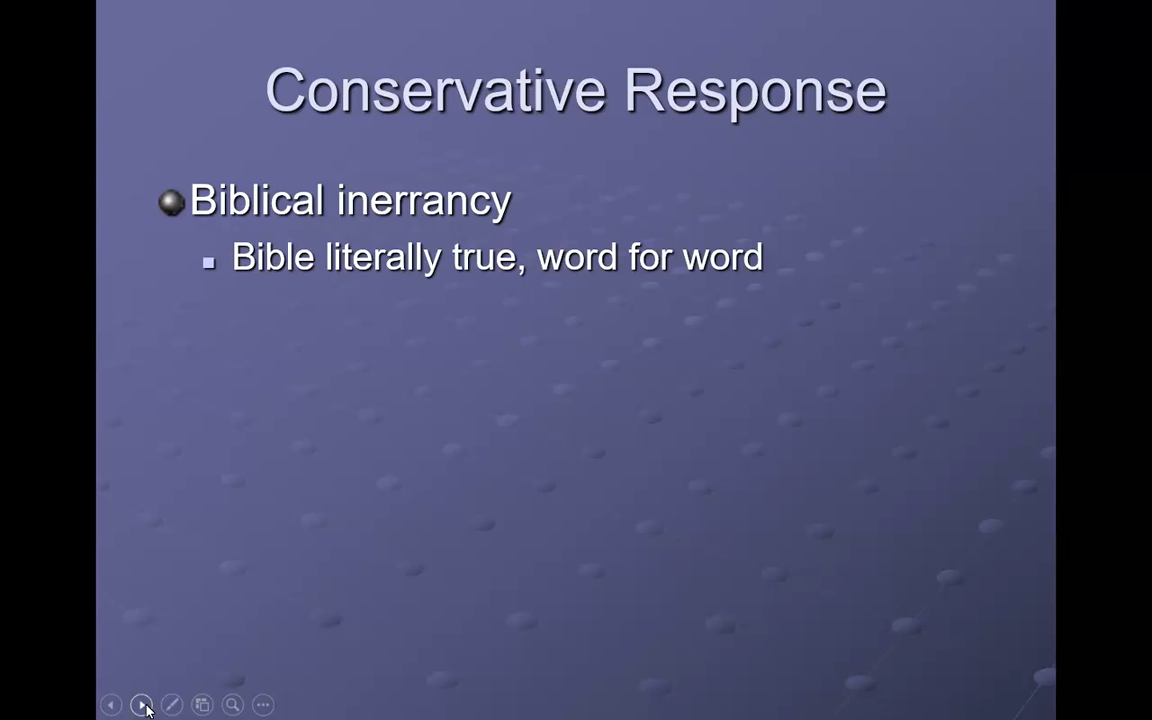 Conservative Response
Biblical inerrancy
Bible literally true, word for word